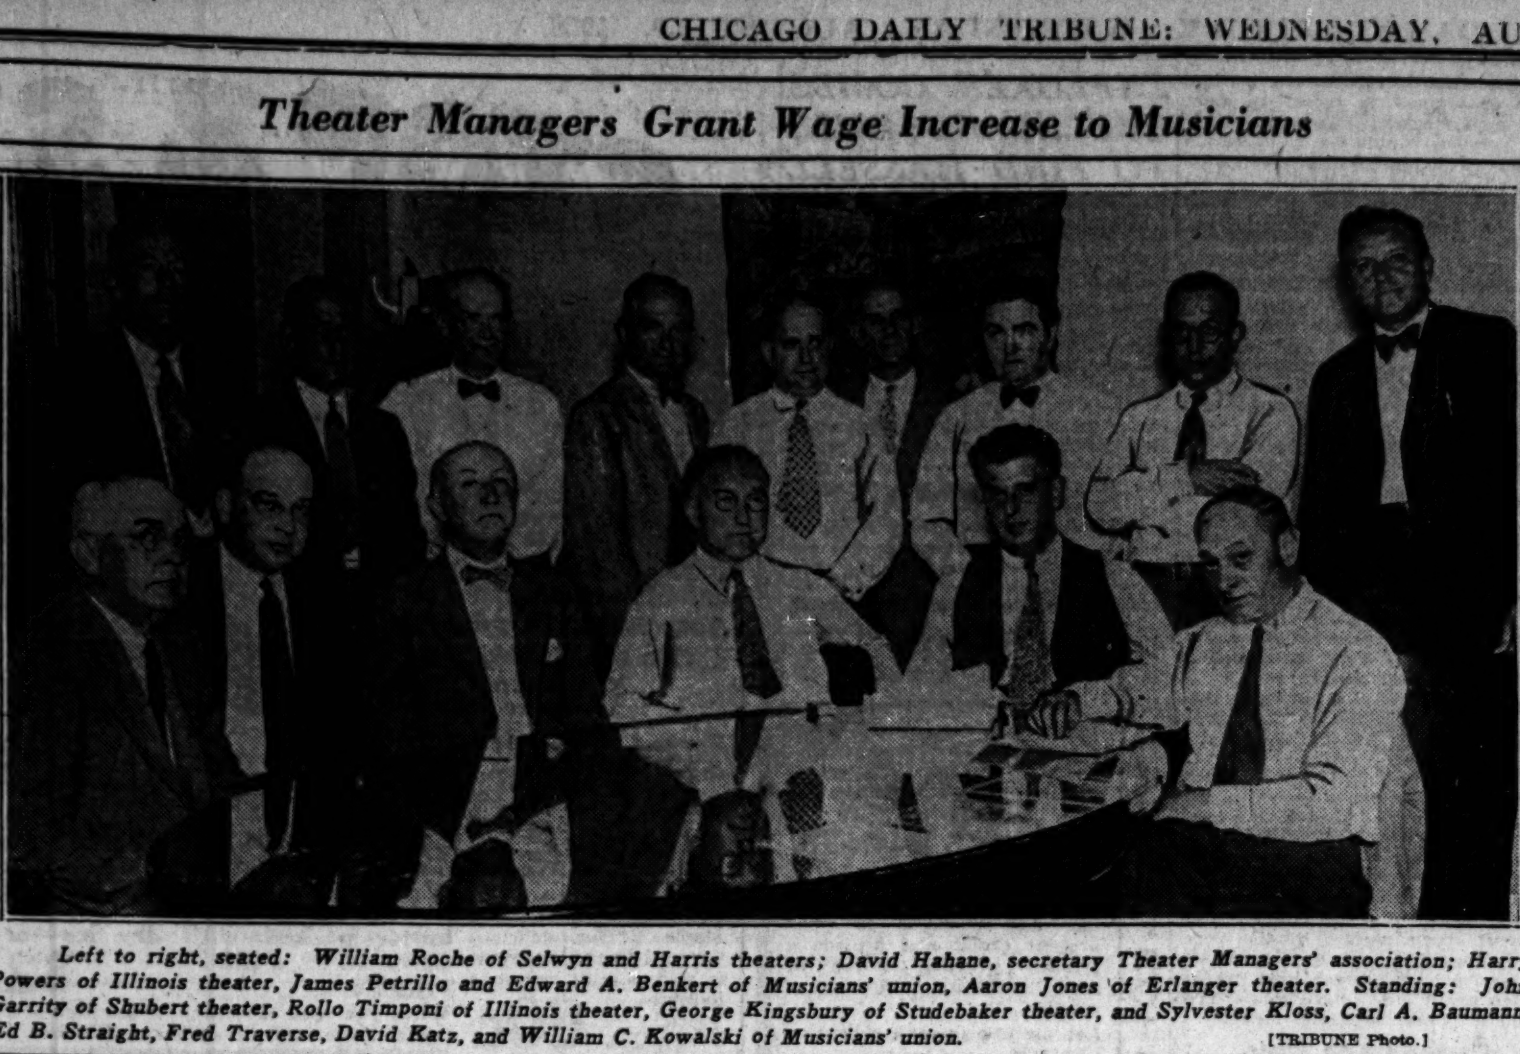 CHICAGO DAILY TRIBUNE: WEDNESDAY, AU
Theater Managers Grant Wage Increase to Musicians
Left to right, seated: William Roche of Selwyn and Harris theaters; David Hahane, secretary Theater Managers' association; Harr
Powers of Illinois theater, James Petrillo and Edward A. Benkert of Musicians' union, Aaron Jones of Erlanger theater. Standing: Joh
Garrity of Shubert theater, Rollo Timponi of Illinois theater, George Kingsbury of Studebaker theater, and Sylvester Kloss, Carl A. Baumann
Ed B. Straight, Fred Traverse, David Katz, and William C. Kowalski of Musicians' union. [TRIBUNE Photo.]